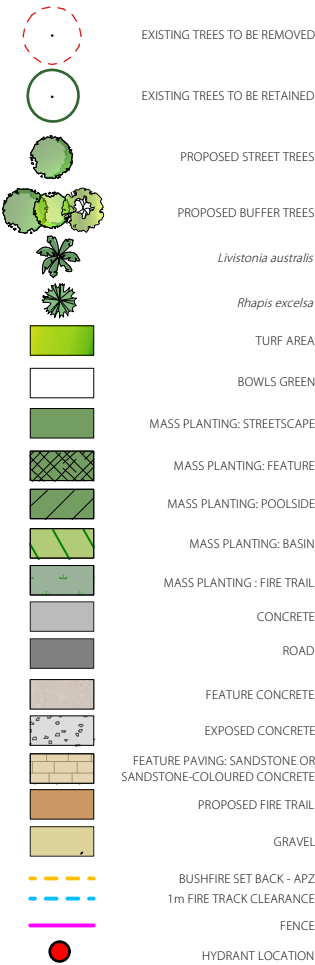 EXISTING TREES TO BE REMOVED
EXISTING TREES TO BE RETAINED
PROPOSED STREET TREES
PROPOSED BUFFER TREES
Livistonia australis
Rhapis excelsa
TURF AREA
BOWLS GREEN
MASS PLANTING: STREETSCAPE
MASS PLANTING: FEATURE
MASS PLANTING: POOLSIDE
MASS PLANTING: BASIN
MASS PLANTING : FIRE TRAIL
CONCRETE
ROAD
FEATURE CONCRETE
EXPOSED CONCRETE
FEATURE PAVING: SANDSTONE OR
SANDSTONE-COLOURED CONCRETE
PROPOSED FIRE TRAIL
GRAVEL
BUSHFIRE SET BACK - APZ
1m FIRE TRACK CLEARANCE
FENCE
HYDRANT LOCATION